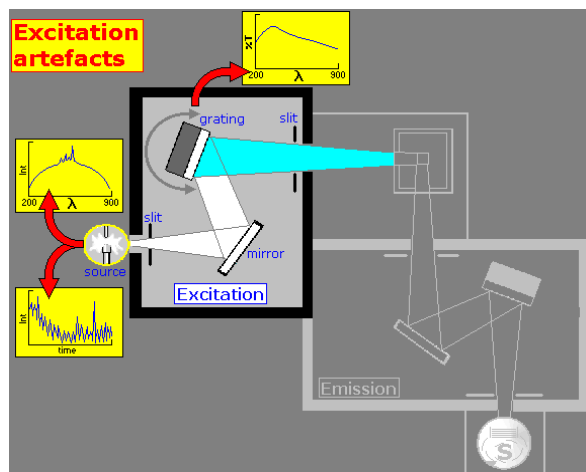 Excitation
artefacts
%T
200
λ
900
grating
slit
Int
200
λ
900
slit
source
mirror
Excitation
Int
time
Emission
S